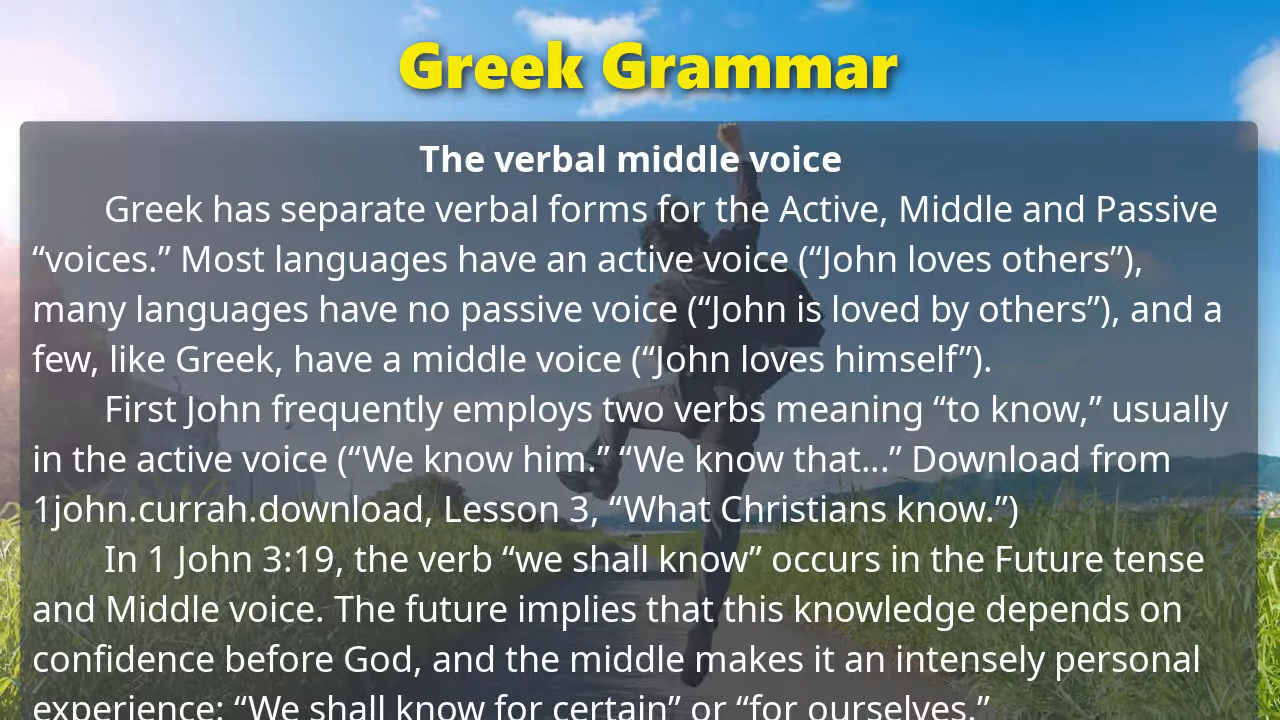 Greek Grammar
The verbal middle voice
Greek has separate verbal forms for the Active, Middle and Passive
“voices.” Most languages have an active voice (“John loves others”),
many languages have no passive voice (“John is loved by others”), and a
few, like Greek, have a middle voice (“John loves himself”).
First John frequently employs two verbs meaning “to know,” usually
in the active voice (“We know him.” “We know that...” Download from
1john.currah.download, Lesson 3, “What Christians know.”)
In 1 John 3:19, the verb “we shall know” occurs in the Future tense
and Middle voice. The future implies that this knowledge depends on
confidence before God, and the middle makes it an intensely personal
experience: “We shall know for certain” or “for ourselves.”